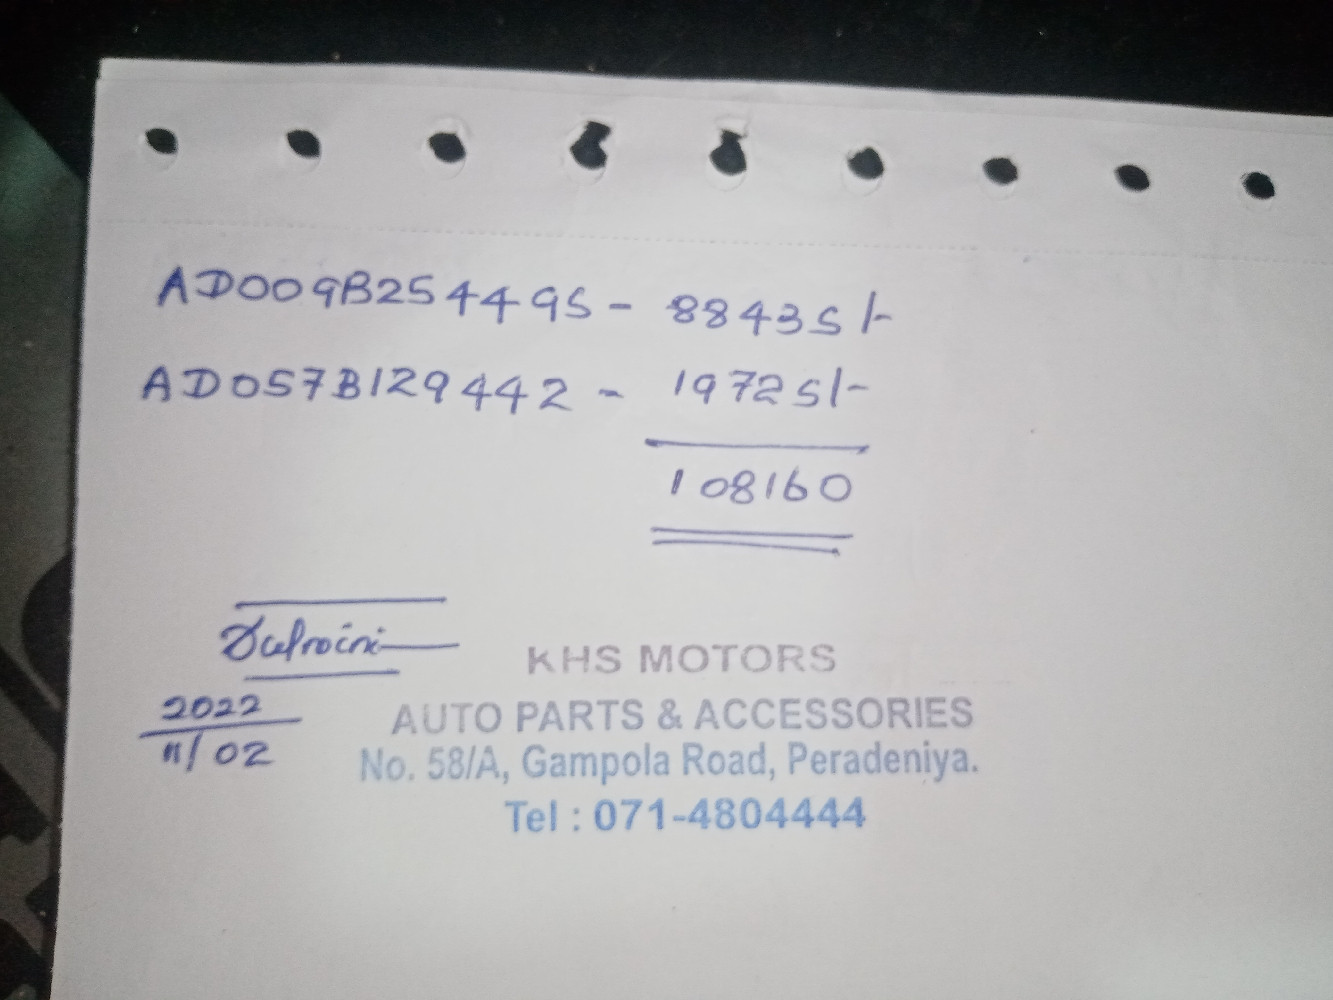 AD009B254495 - 88435/-
AD057B129442 - 19725/-
108160
2022
11/02
KHS MOTORS
AUTO PARTS & ACCESSORIES
No. 58/A, Gampola Road, Peradeniya.
Tel : 071-4804444